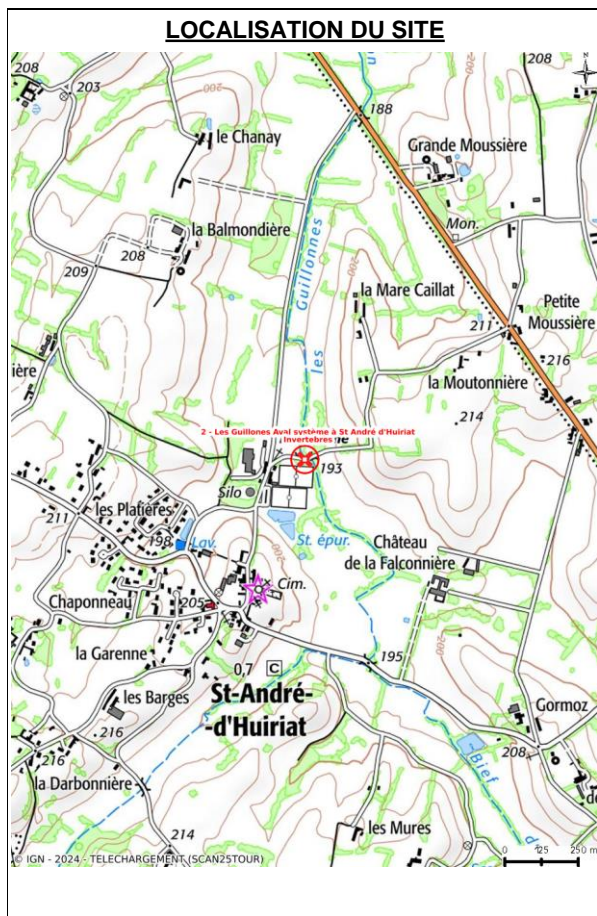 LOCALISATION DU SITE
208
203
188
208
le Chanay
Grande Moussière
Mon.
la Balmondière
208
209
Guillonnes
les
la Mare Caillat
211
Petite
Moussière
216
ière
la Moutonnière
214
2 - Les Guillones Aval système à St André d'Huiriat
Invertebres
193
Silo
les Platières
211
198
Lav.
St. épur.
Château
de la Falconnière
Chaponneau
205
Cim.
la Garenne
0,7 C
195
200
les Barges
St-André-
-d'Huiriat
Gormoz
216
216
208
Bief
la Darbonnière
214
les Mures
© IGN - 2024 - TELECHARGEMENT (SCAN25TOUR)
0 125 250 m